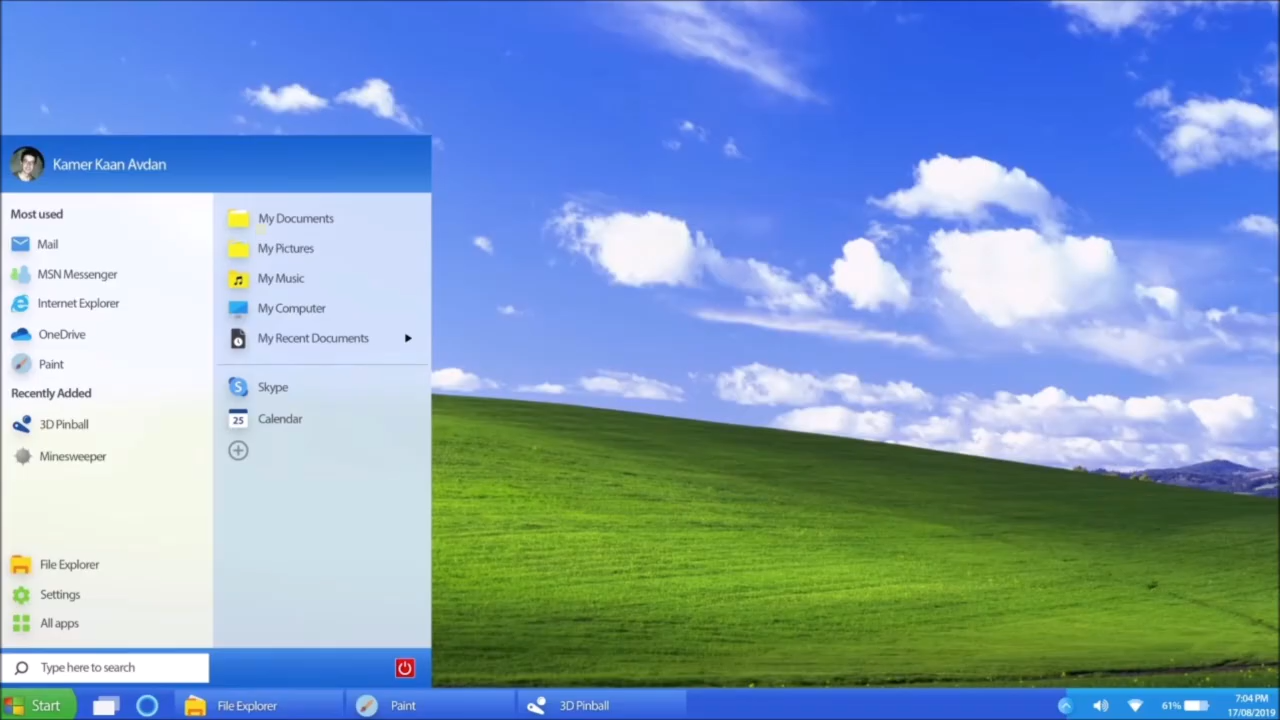 Kamer Kaan Avdan
Most used
Mail
MSN Messenger
Internet Explorer
OneDrive
Paint
Recently Added
3D Pinball
Minesweeper
File Explorer
Settings
All apps
Type here to search
My Documents
My Pictures
My Music
My Computer
My Recent Documents
S Skype
25 Calendar
Start
File Explorer
Paint
3D Pinball
61%
7:04 PM
17/08/2019